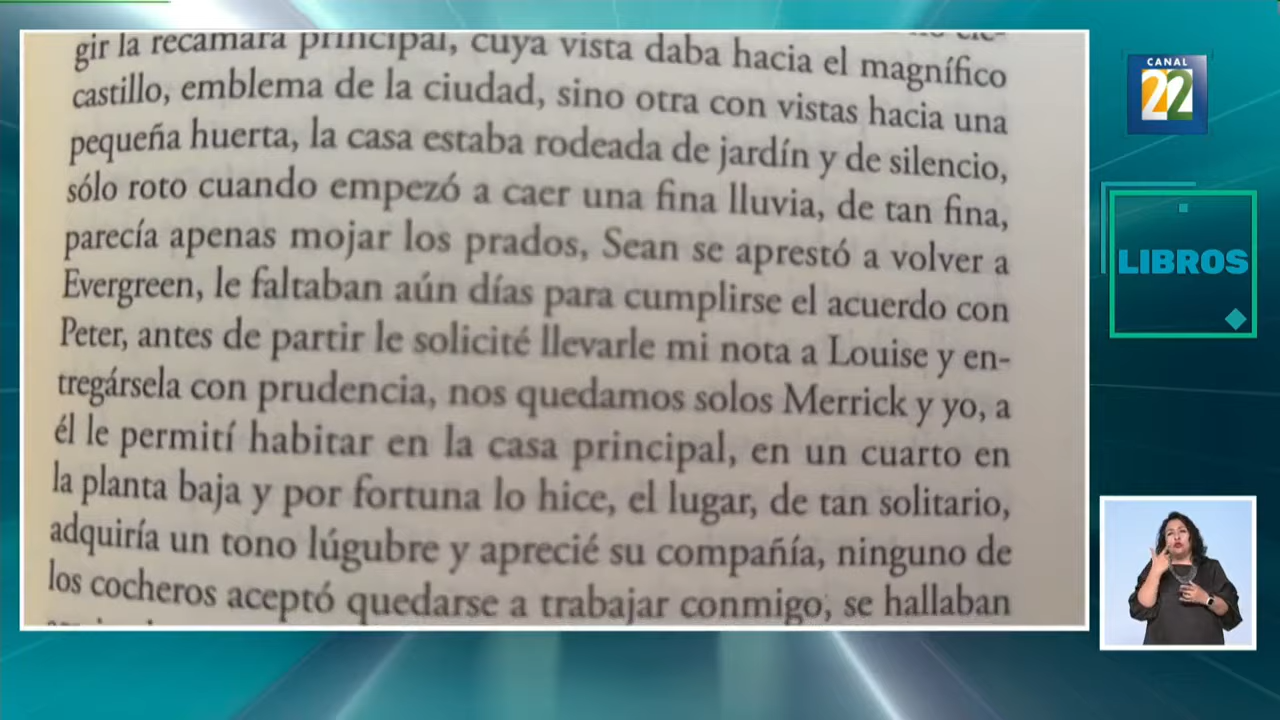 gir la recámara principal, cuya vista daba hacia el magnífico
castillo, emblema de la ciudad, sino otra con vistas hacia una
pequeña huerta, la casa estaba rodeada de jardín y de silencio,
sólo roto cuando empezó a caer una fina lluvia, de tan fina,
parecía apenas mojar los prados, Sean se aprestó a volver a
Evergreen, le faltaban aún días para cumplirse el acuerdo con
Peter, antes de partir le solicité llevarle mi nota a Louise y en-
tregársela con prudencia, nos quedamos solos Merrick y yo, a
él le permití habitar en la casa principal, en un cuarto en
la planta baja y por fortuna lo hice, el lugar, de tan solitario,
adquiría un tono lúgubre y aprecié su compañía, ninguno de
los cocheros aceptó quedarse a trabajar conmigo, se hallaban
CANAL
22
LIBROS